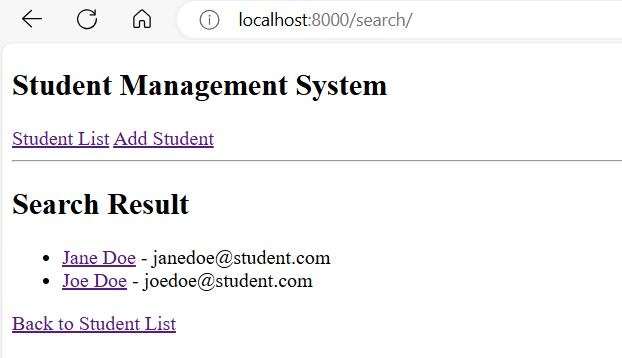 localhost:8000/search/
Student Management System
Student List Add Student
Search Result
Jane Doe - janedoe@student.com
Joe Doe - joedoe@student.com
Back to Student List